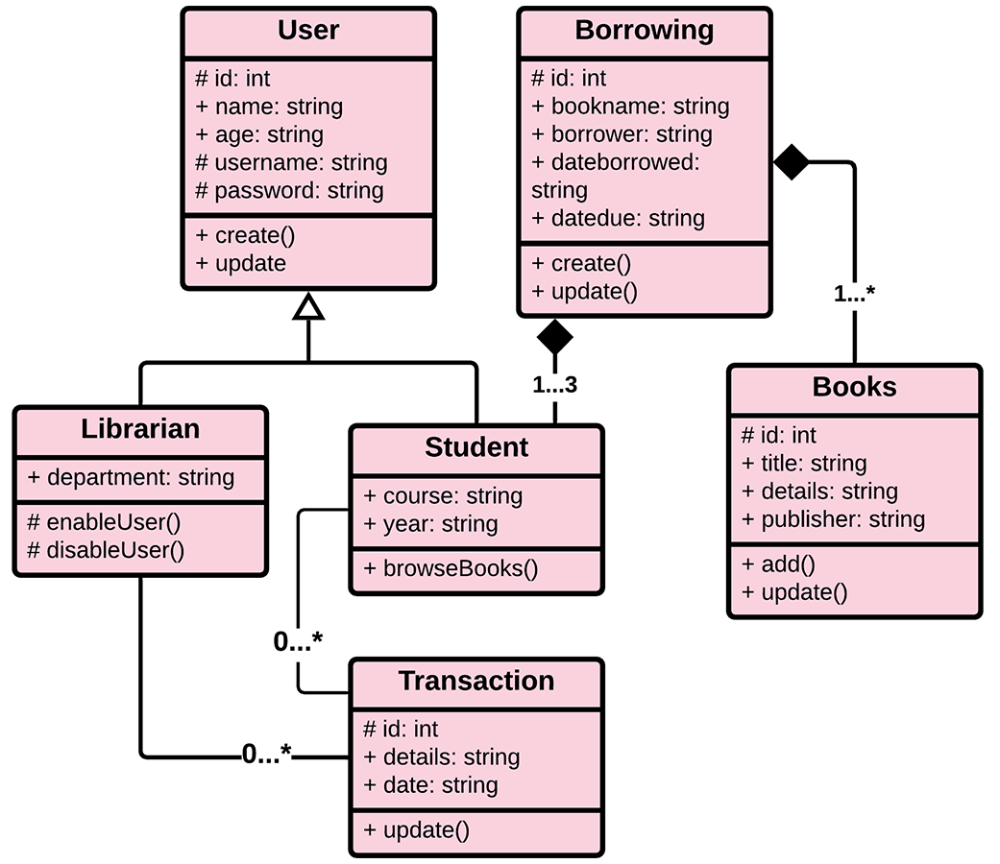 User
# id: int
+ name: string
+ age: string
# username: string
# password: string
+ create()
+ update
Borrowing
# id: int
+ bookname: string
+ borrower: string
+ dateborrowed:
string
+ datedue: string
+ create()
+ update()
1...*
1...3
Librarian
+ department: string
# enableUser()
# disableUser()
Student
+ course: string
+ year: string
+ browseBooks()
Books
# id: int
+ title: string
+ details: string
+ publisher: string
+ add()
+ update()
0...*
0...*
Transaction
# id: int
+ details: string
+ date: string
+ update()